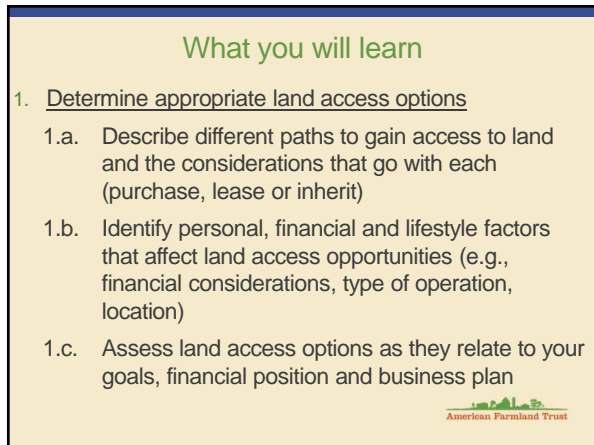 What you will learn
1. Determine appropriate land access options
1.a. Describe different paths to gain access to land
and the considerations that go with each
(purchase, lease or inherit)
1.b. Identify personal, financial and lifestyle factors
that affect land access opportunities (e.g.,
financial considerations, type of operation,
location)
1.c. Assess land access options as they relate to your
goals, financial position and business plan
American Farmland Trust